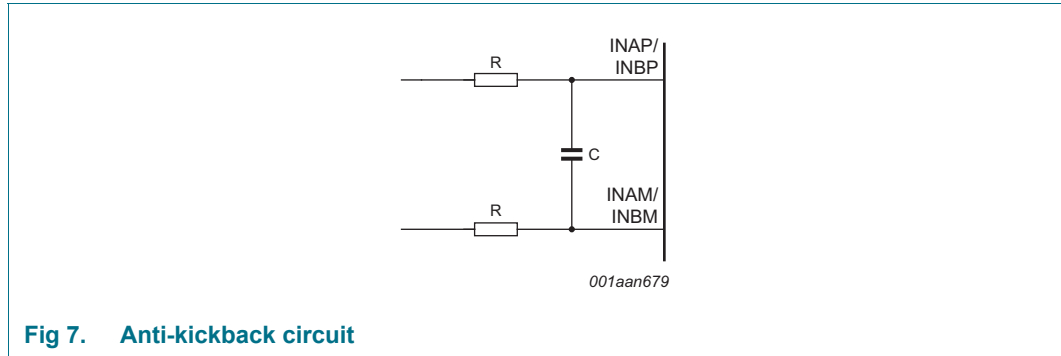 INAP/
INBP
R
C
INAM/
INBM
R
001aan679
Fig 7. Anti-kickback circuit